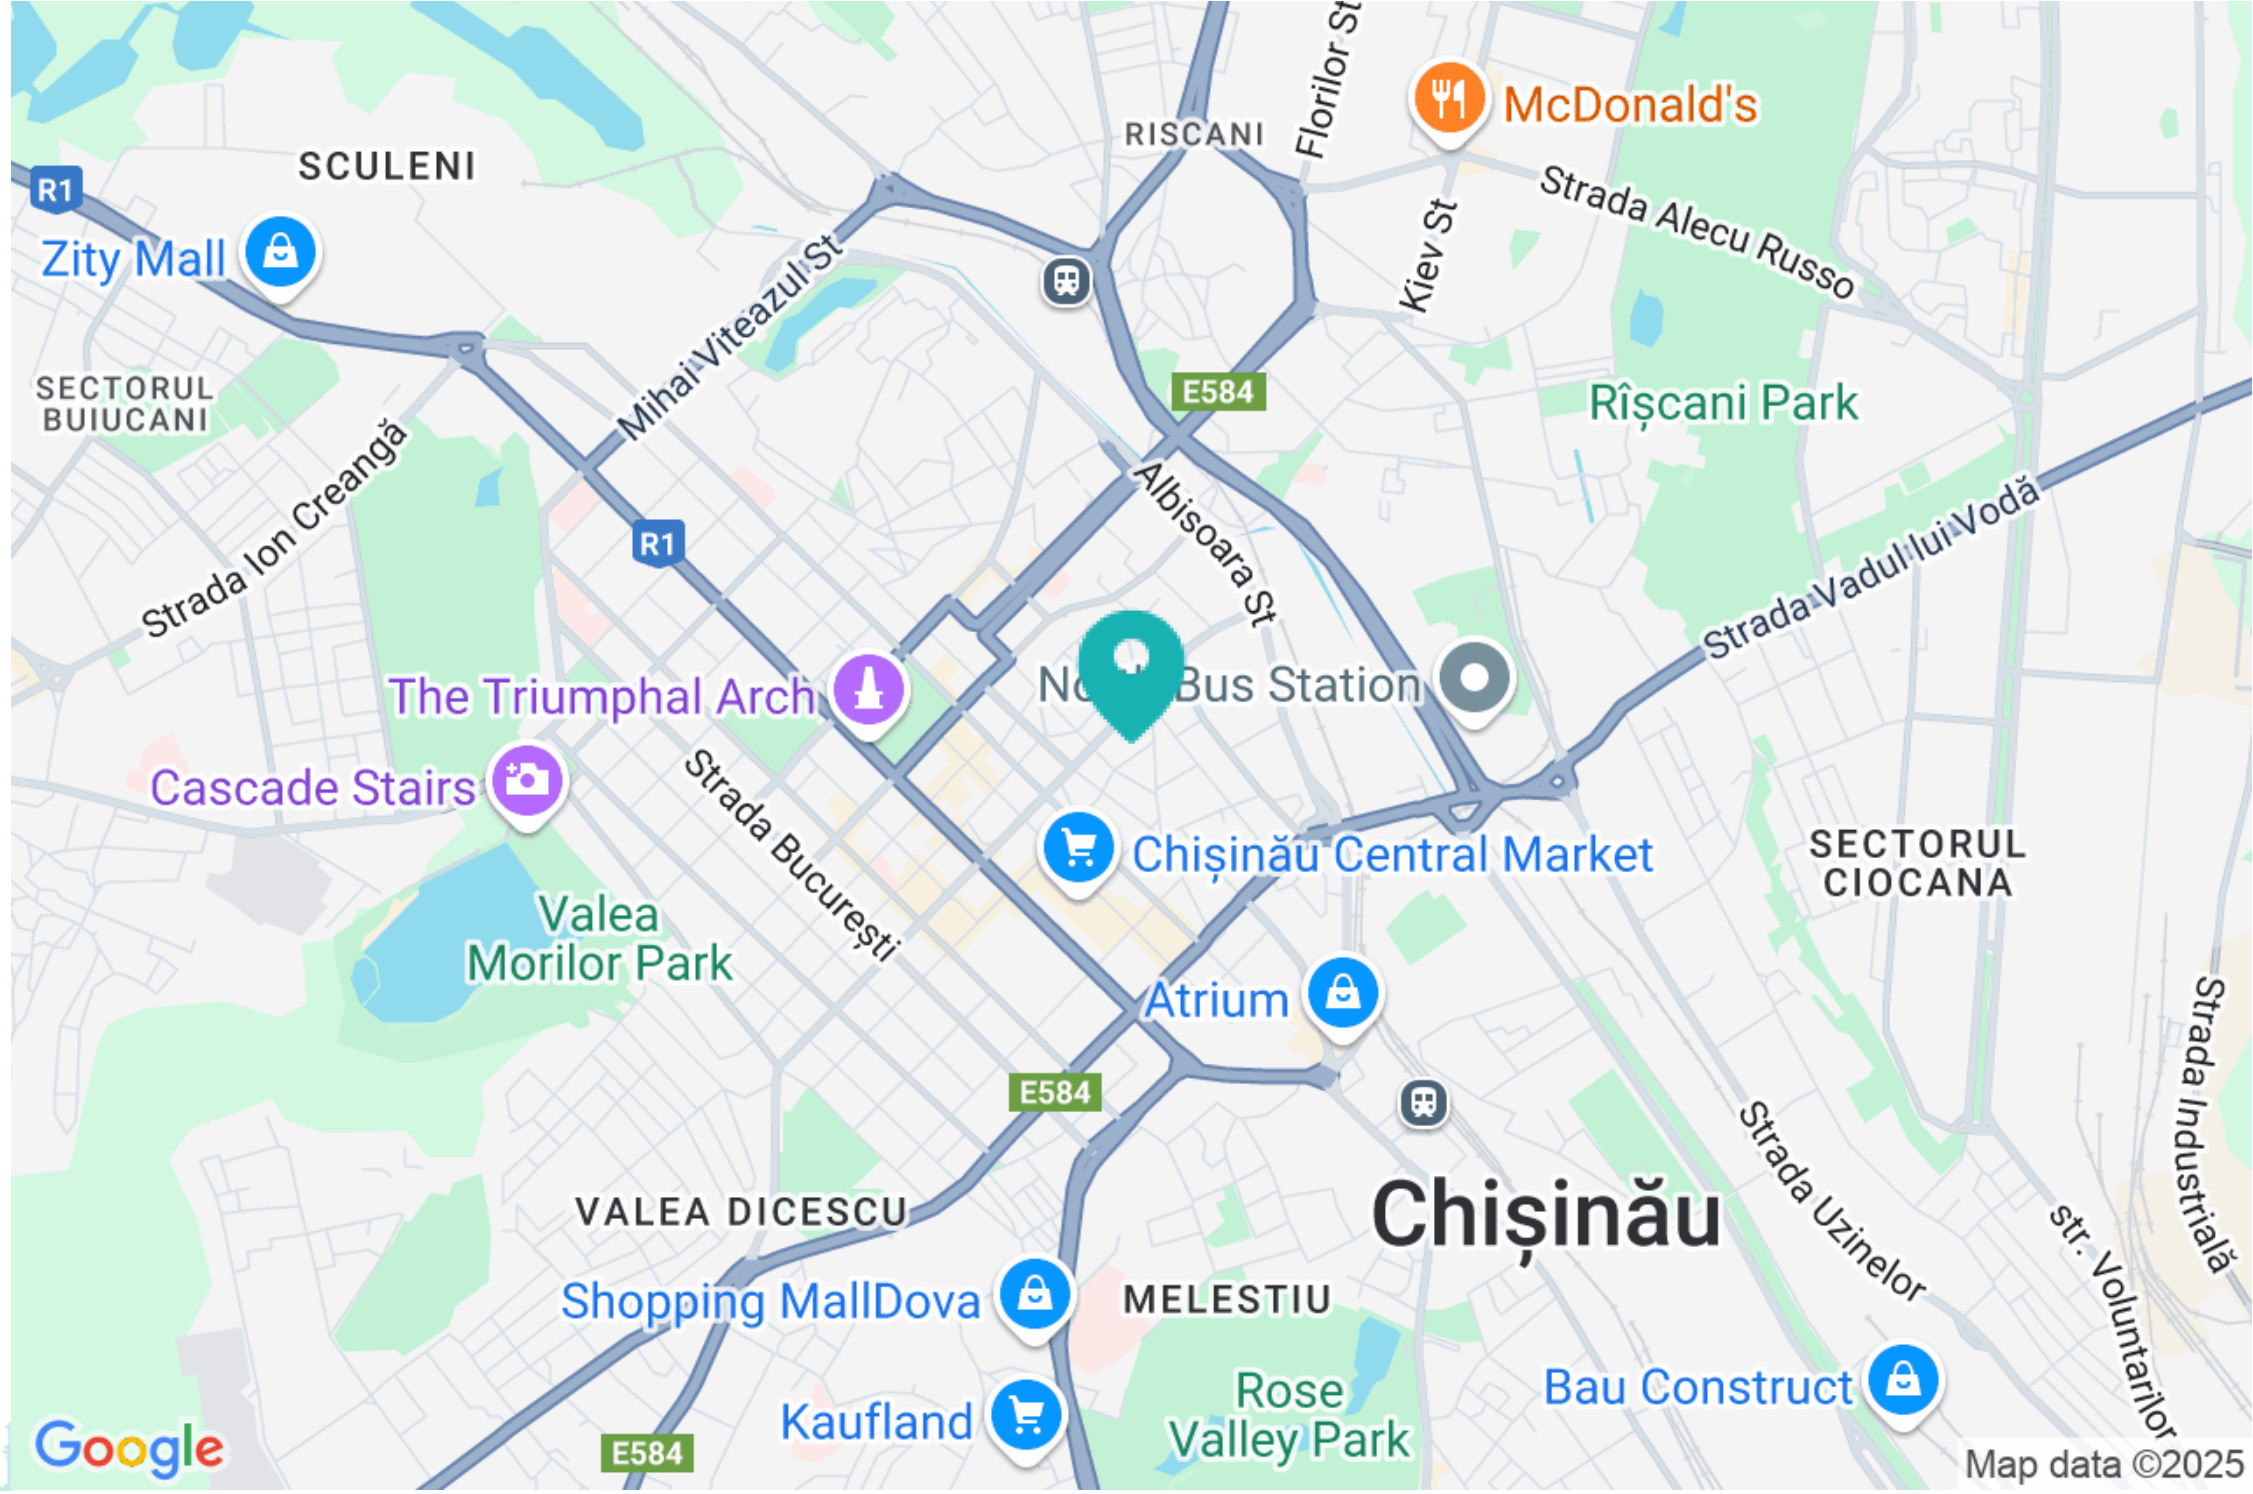 Florilor St
McDonald's
RISCANI
SCULENI
R1
Strada Alecu Russo
Zity Mall
Kiev St
Mihai Viteazul St
SECTORUL
BUIUCANI
E584
Rîșcani Park
Strada Ion Creangă
Albisoara St
R1
Strada Vadul lui Vodă
The Triumphal Arch
Bus Station
Cascade Stairs
Strada București
Chișinău Central Market
SECTORUL
CIOCANA
Valea
Morilor Park
Atrium
Strada Industrială
E584
Strada Uzinelor
VALEA DICESCU
Chișinău
str. Voluntarilor
Shopping MallDova
MELESTIU
Rose
Valley Park
Bau Construct
Kaufland
E584
Google
Map data ©2025